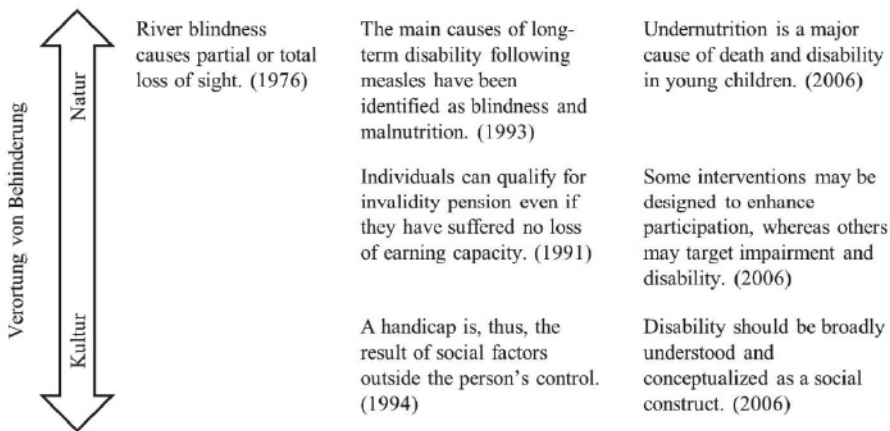 Verortung von Behinderung
Natur
Kultur
River blindness
causes partial or total
loss of sight. (1976)
The main causes of long-
term disability following
measles have been
identified as blindness and
malnutrition. (1993)
Undernutrition is a major
cause of death and disability
in young children. (2006)
Individuals can qualify for
invalidity pension even if
they have suffered no loss
of earning capacity. (1991)
Some interventions may be
designed to enhance
participation, whereas others
may target impairment and
disability. (2006)
A handicap is, thus, the
result of social factors
outside the person's control.
(1994)
Disability should be broadly
understood and
conceptualized as a social
construct. (2006)